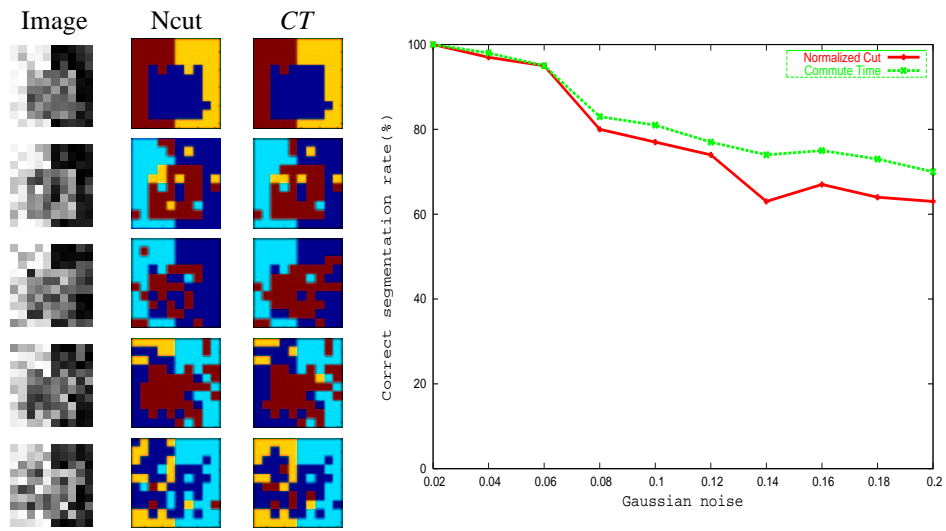 Image Ncut CT
Normalized Cut
Commute Time
100
80
60
40
20
0
Correct segmentation rate(%)
0.02 0.04 0.06 0.08 0.1 0.12 0.14 0.16 0.18 0.2
Gaussian noise